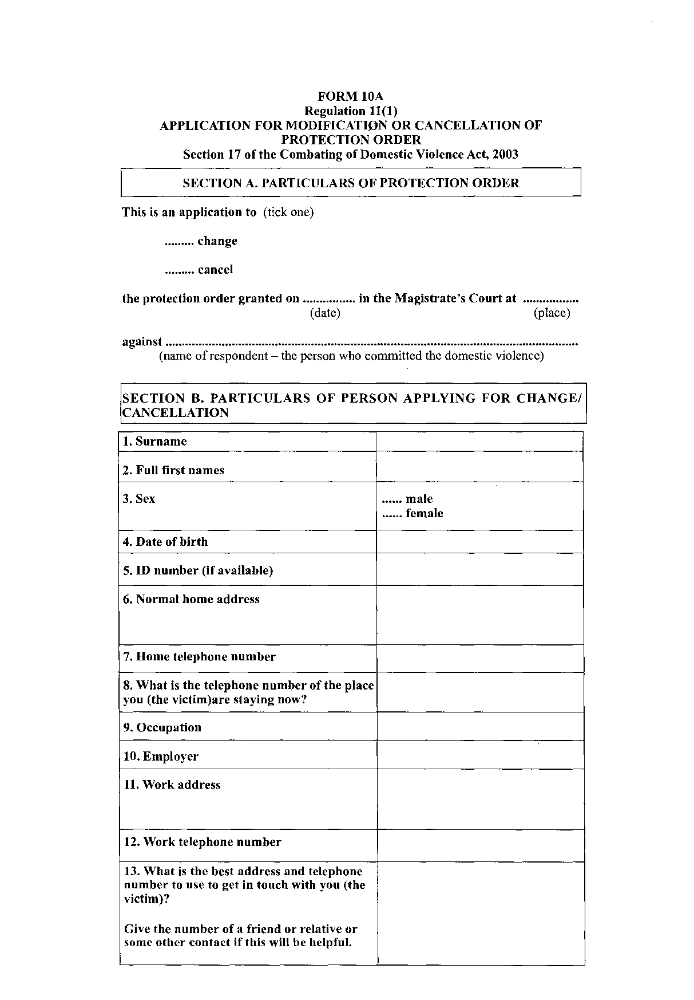 FORM 10A
Regulation 11(1)
APPLICATION FOR MODIFICATION OR CANCELLATION OF
PROTECTION ORDER
Section 17 of the Combating of Domestic Violence Act, 2003
SECTION A. PARTICULARS OF PROTECTION ORDER
This is an application to (tick one)
......... change
......... cancel
the protection order granted on ................ in the Magistrate's Court at .................
(date) (place)
against ..............................................................................................................................
(name of respondent – the person who committed the domestic violence)
SECTION B. PARTICULARS OF PERSON APPLYING FOR CHANGE/
CANCELLATION
1. Surname
2. Full first names
3. Sex ...... male
...... female
4. Date of birth
5. ID number (if available)
6. Normal home address
7. Home telephone number
8. What is the telephone number of the place
you (the victim)are staying now?
9. Occupation
10. Employer
11. Work address
12. Work telephone number
13. What is the best address and telephone
number to use to get in touch with you (the
victim)?
Give the number of a friend or relative or
some other contact if this will be helpful.